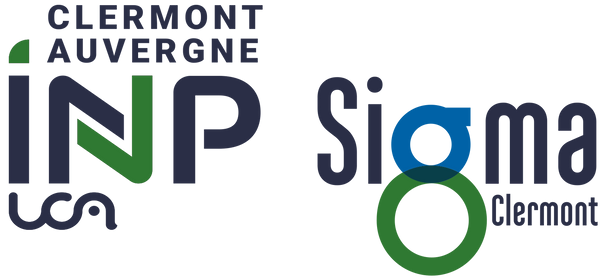 CLERMONT
AUVERGNE
INP
UCA
Sigma
Clermont